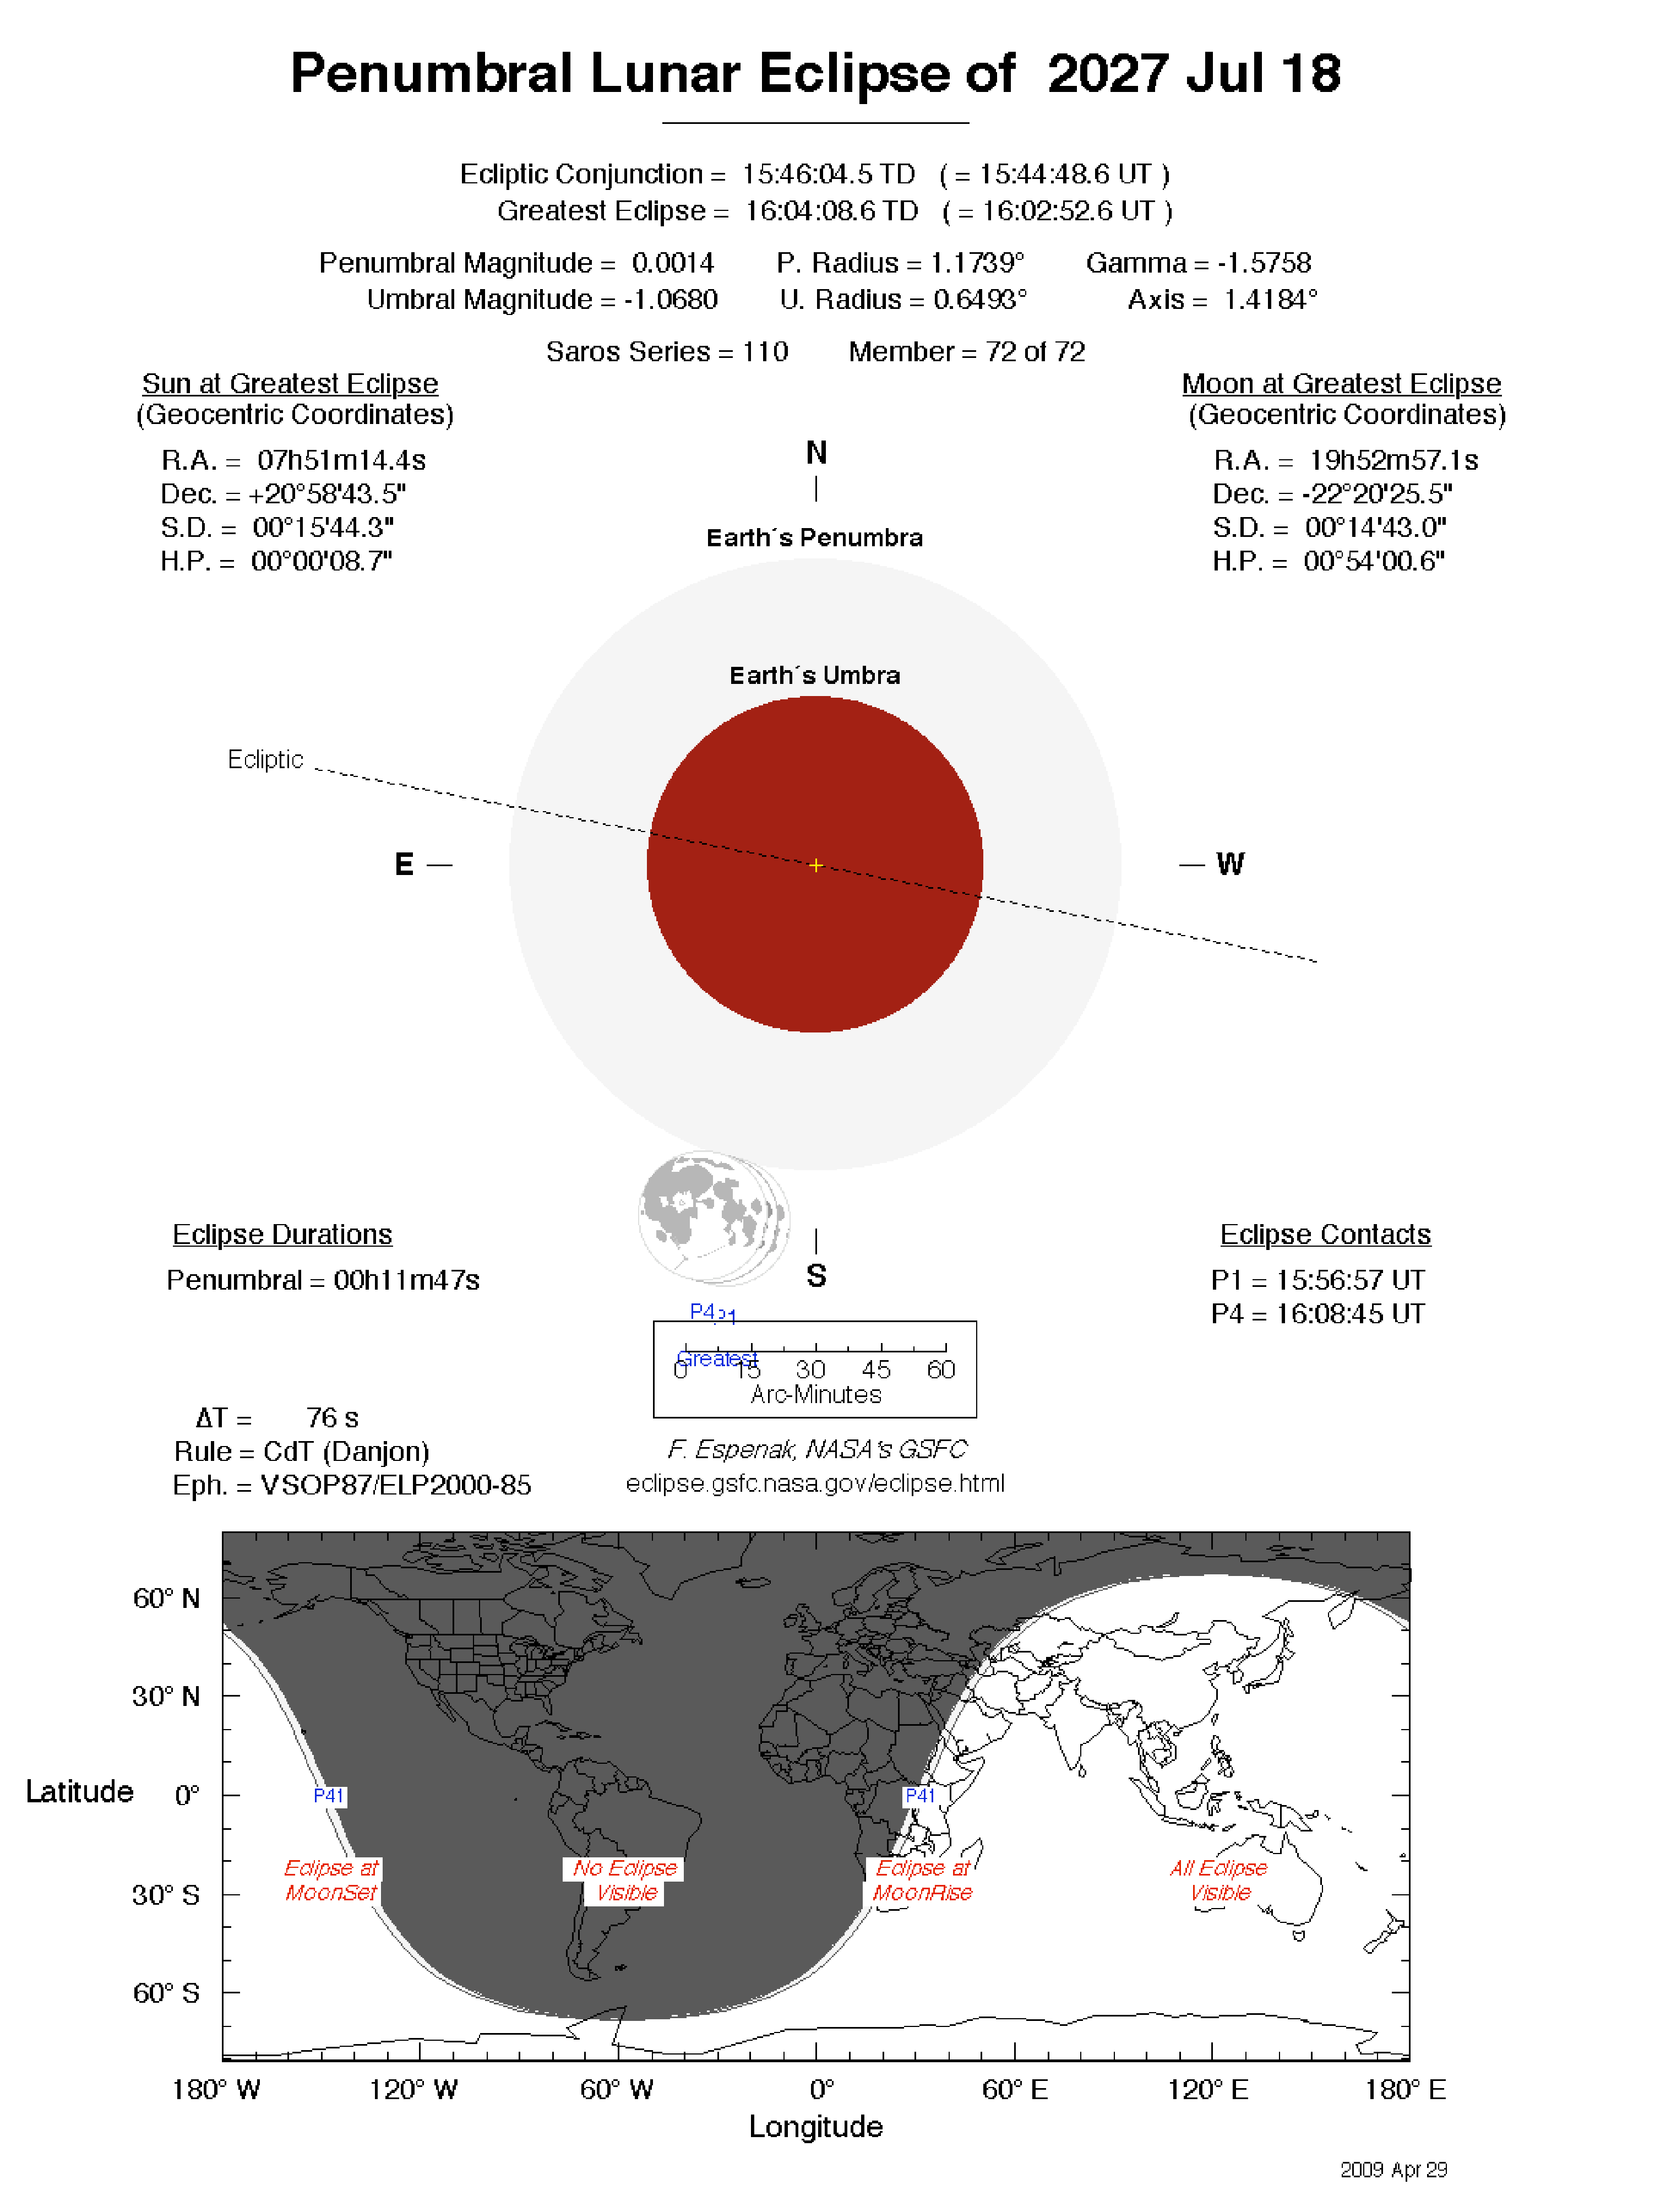 Penumbral Lunar Eclipse of 2027 Jul 18
Ecliptic Conjunction = 15:46:04.5 TD ( = 15:44:48.6 UT )
Greatest Eclipse = 16:04:08.6 TD ( = 16:02:52.6 UT )
Penumbral Magnitude = 0.0014 P. Radius = 1.1739° Gamma = -1.5758
Umbral Magnitude = -1.0680 U. Radius = 0.6493° Axis = 1.4184°
Saros Series = 110 Member = 72 of 72
Sun at Greatest Eclipse
(Geocentric Coordinates)
R.A. = 07h51m14.4s
Dec. = +20°58'43.5"
S.D. = 00°15'44.3"
H.P. = 00°00'08.7"
Moon at Greatest Eclipse
(Geocentric Coordinates)
R.A. = 19h52m57.1s
Dec. = -22°20'25.5"
S.D. = 00°14'43.0"
H.P. = 00°54'00.6"
N
Earth´s Penumbra
Earth´s Umbra
Ecliptic
E
W
S
Eclipse Durations
Penumbral = 00h11m47s
Eclipse Contacts
P1 = 15:56:57 UT
P4 = 16:08:45 UT
P4
Greatest
0 15 30 45 60
Arc-Minutes
ΔT = 76 s
Rule = CdT (Danjon)
Eph. = VSOP87/ELP2000-85
F. Espenak, NASA's GSFC
eclipse.gsfc.nasa.gov/eclipse.html
60° N
30° N
Latitude 0°
30° S
60° S
P41
P41
Eclipse at
MoonSet
No Eclipse
Visible
Eclipse at
MoonRise
All Eclipse
Visible
180° W 120° W 60° W 0° 60° E 120° E 180° E
Longitude
2009 Apr 29